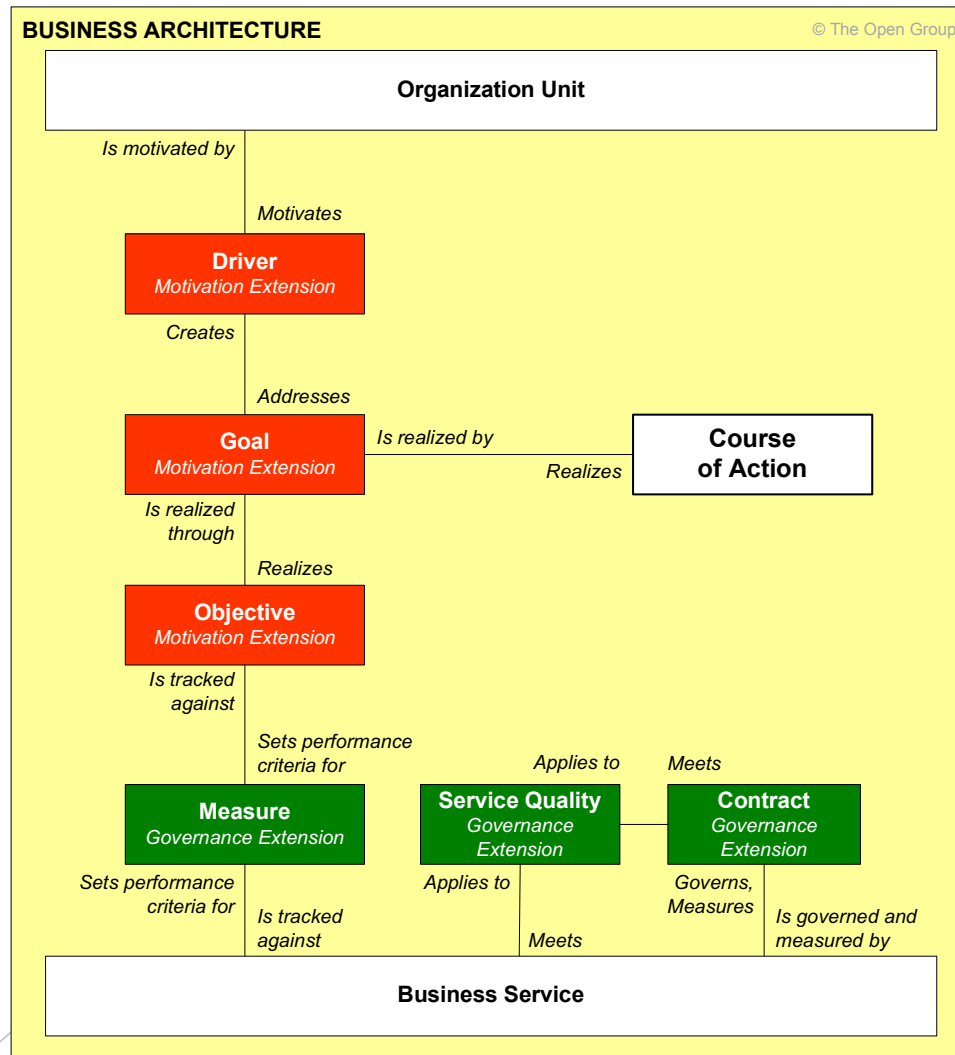 BUSINESS ARCHITECTURE
© The Open Group
Organization Unit
Is motivated by
Motivates
Driver
Motivation Extension
Creates
Addresses
Goal
Motivation Extension
Is realized by
Realizes
Course
of Action
Is realized
through
Realizes
Objective
Motivation Extension
Is tracked
against
Sets performance
criteria for
Applies to
Meets
Measure
Governance Extension
Service Quality
Governance
Extension
Contract
Governance
Extension
Sets performance
criteria for
Is tracked
against
Applies to
Meets
Governs,
Measures
Is governed and
measured by
Business Service